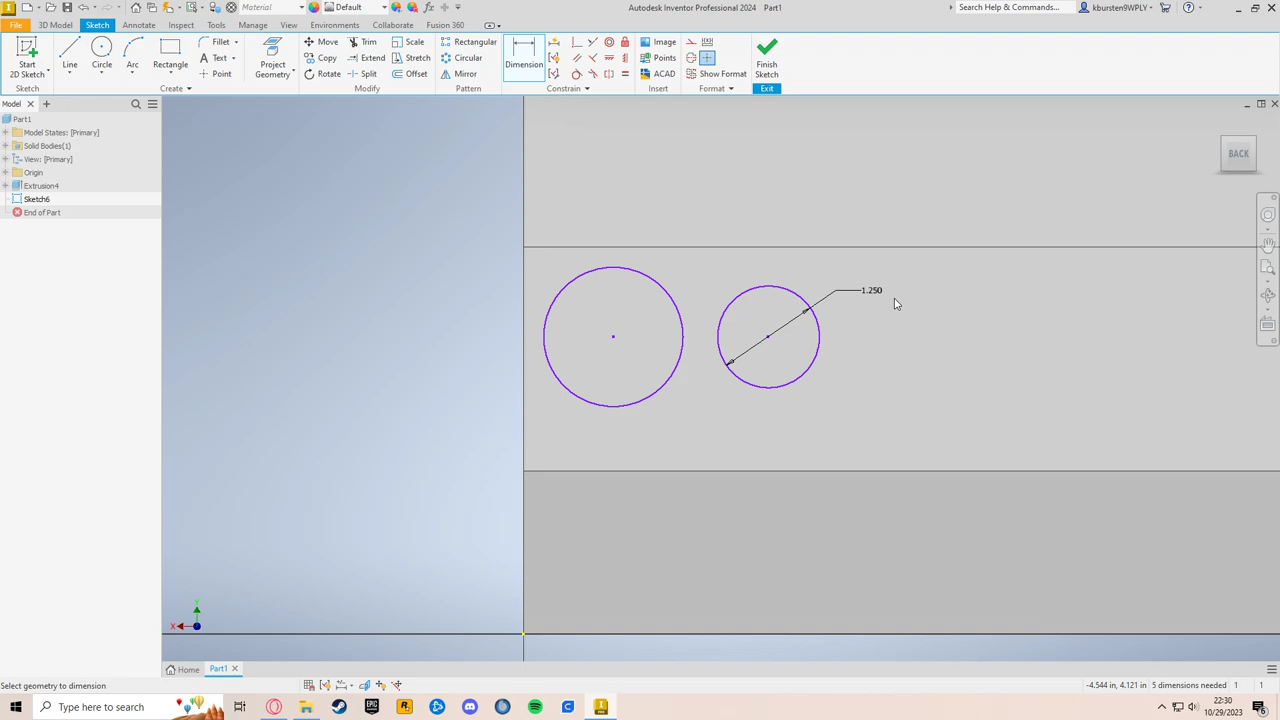 Material
Default
Autodesk Inventor Professional 2024 Part1
Search Help & Commands...
kbursten9WPLY
File
3D Model
Sketch
Annotate
Inspect
Tools
Manage
View
Environments
Collaborate
Fusion 360
Start
2D Sketch
Line
Circle
Arc
Rectangle
Fillet
Text
Point
Project
Geometry
Move
Copy
Rotate
Trim
Extend
Split
Scale
Stretch
Offset
Rectangular
Circular
Mirror
Dimension
Image
Points
ACAD
Show Format
Finish
Sketch
Sketch
Create
Modify
Pattern
Constrain
Insert
Format
Exit
Model
Part1
Model States: [Primary]
Solid Bodies(1)
View: [Primary]
Origin
Extrusion4
Sketch6
End of Part
BACK
1.250
Y
X
Home
Part1
Select geometry to dimension
-4.544 in, 4.121 in
5 dimensions needed
1
1
Type here to search
EPIC
22:30
10/29/2023
6